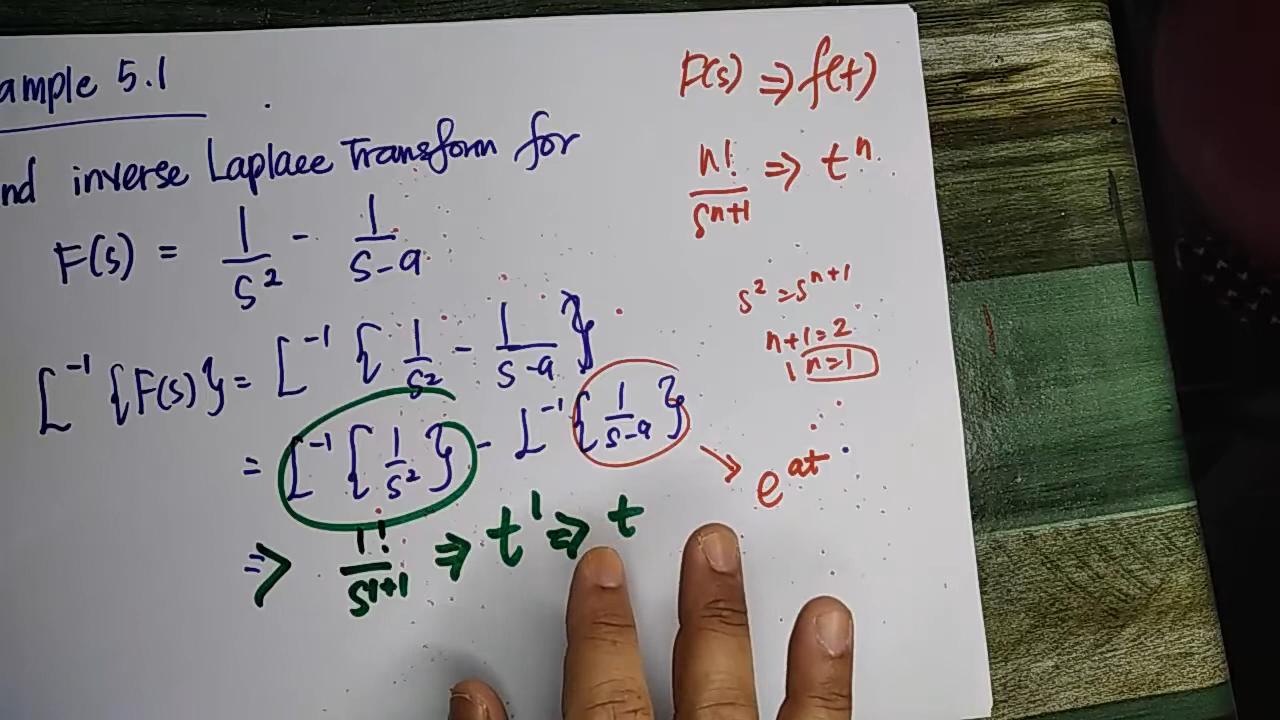 ample 5.1
nd inverse Laplace Transform for
F(s) = 1/s² - 1/s-a
L⁻¹{F(s)} = L⁻¹{1/s² - 1/s-a}
= L⁻¹{1/s²} - L⁻¹{1/s-a} → e^at
⇒ 1!/s^1+1 ⇒ t¹ ⇒ t
F(s) ⇒ f(t)
n!/s^n+1 ⇒ tⁿ
s² = s^n+1
n+1=2
n=1